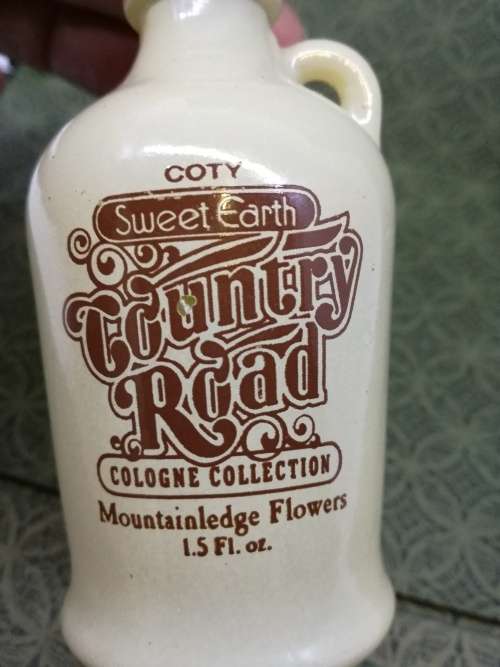 COTY
Sweet Earth
Country
Road
COLOGNE COLLECTION
Mountainledge Flowers
1.5 Fl. oz.